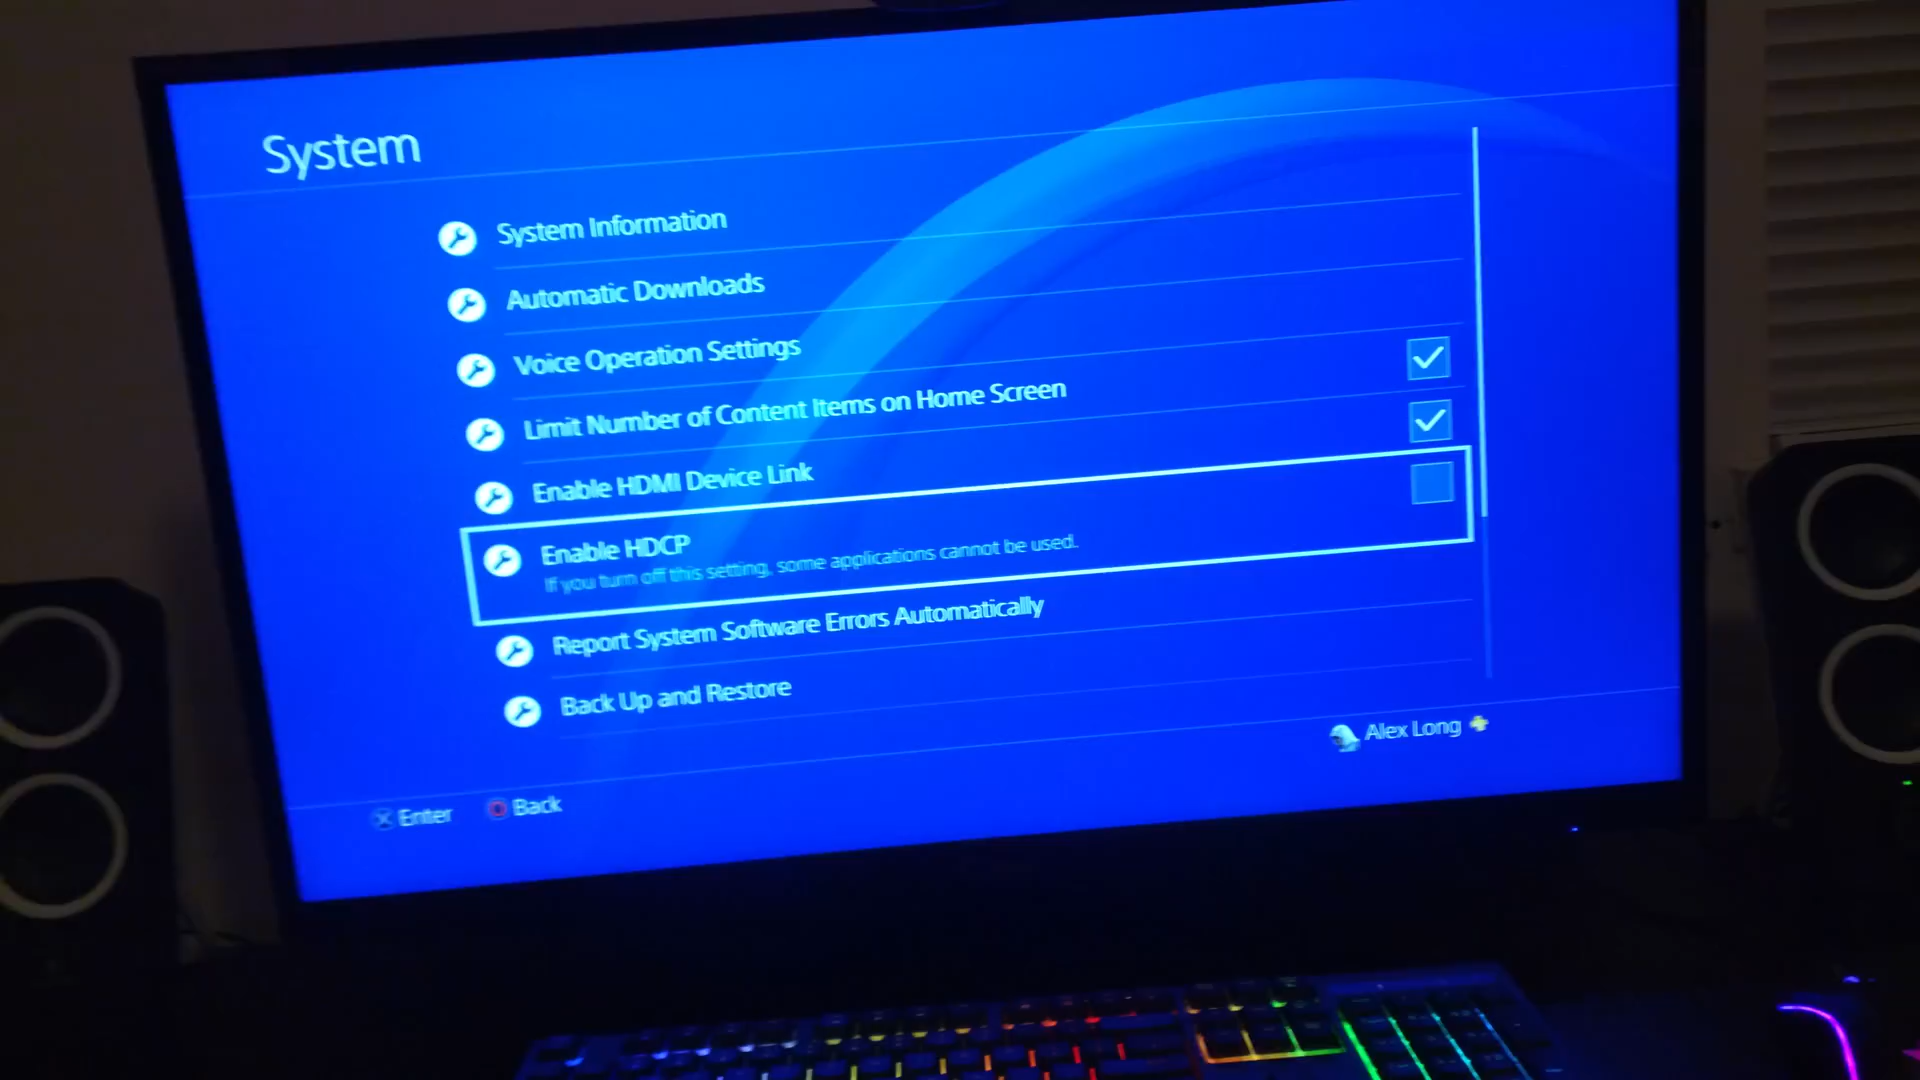 System
System Information
Automatic Downloads
Voice Operation Settings
Limit Number of Content Items on Home Screen
Enable HDMI Device Link
Enable HDCP
If you turn off this setting, some applications cannot be used.
Report System Software Errors Automatically
Back Up and Restore
Alex Long
Enter Back